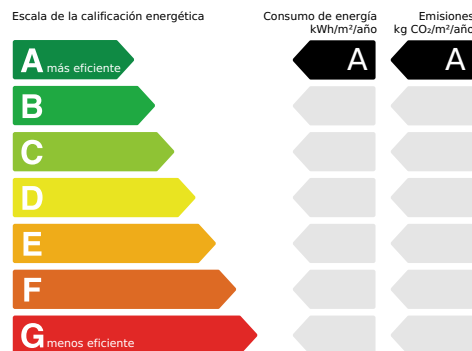 Escala de la calificación energética
Consumo de energía
kWh/m²/año
Emisiones
kg CO₂/m²/año
A más eficiente
A
A
B
C
D
E
F
G menos eficiente